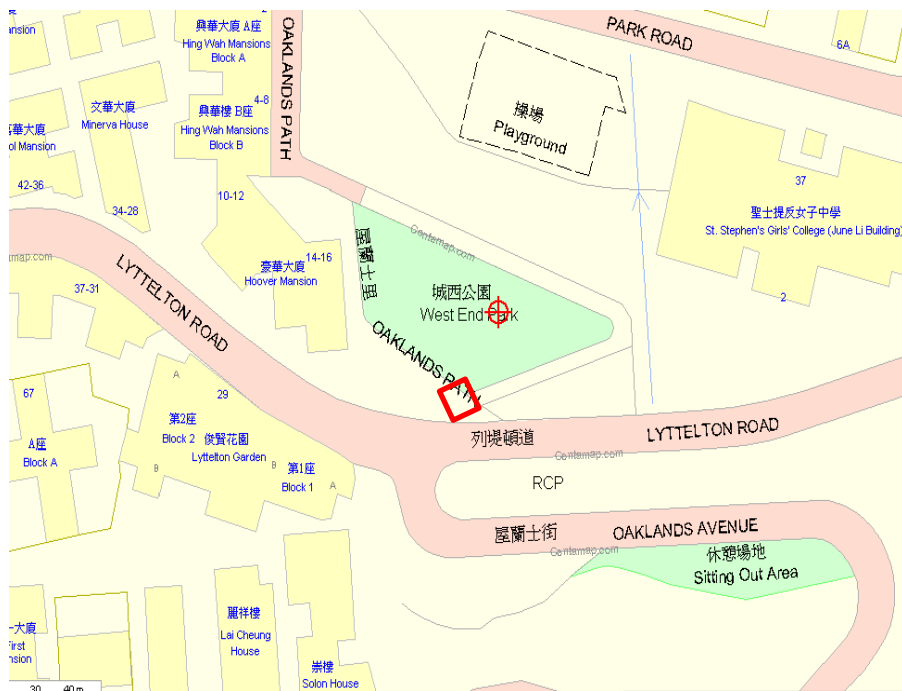 興華大廈 A座
Hing Wah Mansions
Block A
2
OAKLANDS PATH
PARK ROAD
6A
ansion
文華大廈
Minerva House
4-8
興華樓 B座
Hing Wah Mansions
Block B
操場
Playground
華大廈
ol Mansion
42-36
34-28
10-12
37
聖士提反女子中學
St. Stephen's Girls' College (June Li Building)
2
Centamap.com
屋蘭士里
14-16
豪華大廈
Hoover Mansion
城西公園
West End Park
tamap.com
37-31
LYTTELTON ROAD
OAKLANDS PATH
67
A座
Block A
A
29
第2座
Block 2
俊賢花園
Lyttelton Garden
B
B
第1座
Block 1
A
列堤頓道
LYTTELTON ROAD
Centamap.com
RCP
屋蘭士街
OAKLANDS AVENUE
Centamap.com
休憩場地
Sitting Out Area
麗祥樓
Lai Cheung
House
崇樓
Solon House
一大廈
First
nsion
30 40m